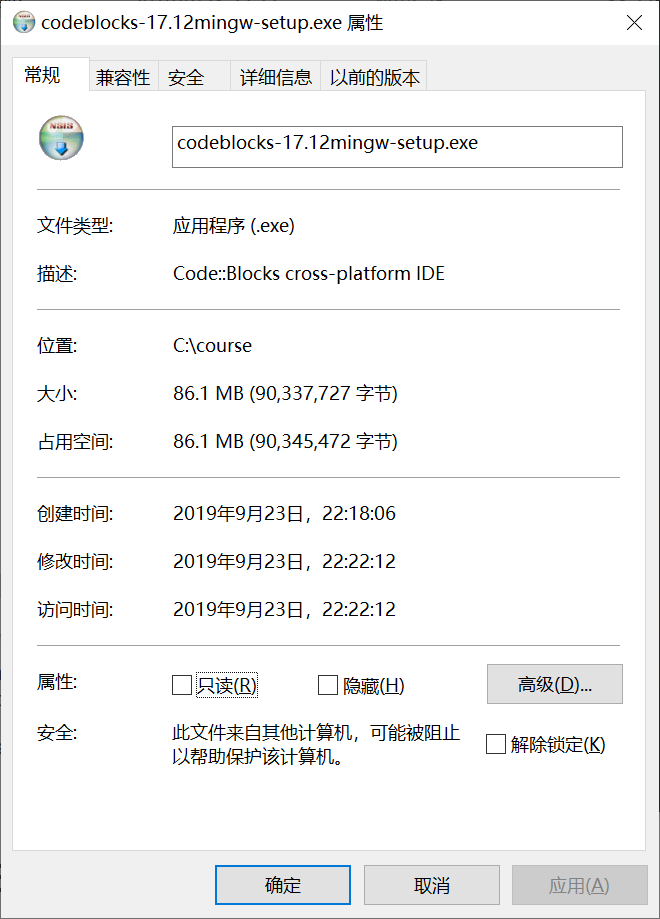 codeblocks-17.12mingw-setup.exe 属性
常规 兼容性 安全 详细信息 以前的版本
NSIS
codeblocks-17.12mingw-setup.exe
文件类型: 应用程序 (.exe)
描述: Code::Blocks cross-platform IDE
位置: C:\course
大小: 86.1 MB (90,337,727 字节)
占用空间: 86.1 MB (90,345,472 字节)
创建时间: 2019年9月23日，22:18:06
修改时间: 2019年9月23日，22:22:12
访问时间: 2019年9月23日，22:22:12
属性: 只读(R) 隐藏(H) 高级(D)...
安全: 此文件来自其他计算机，可能被阻止
以帮助保护该计算机。 解除锁定(K)
确定 取消 应用(A)